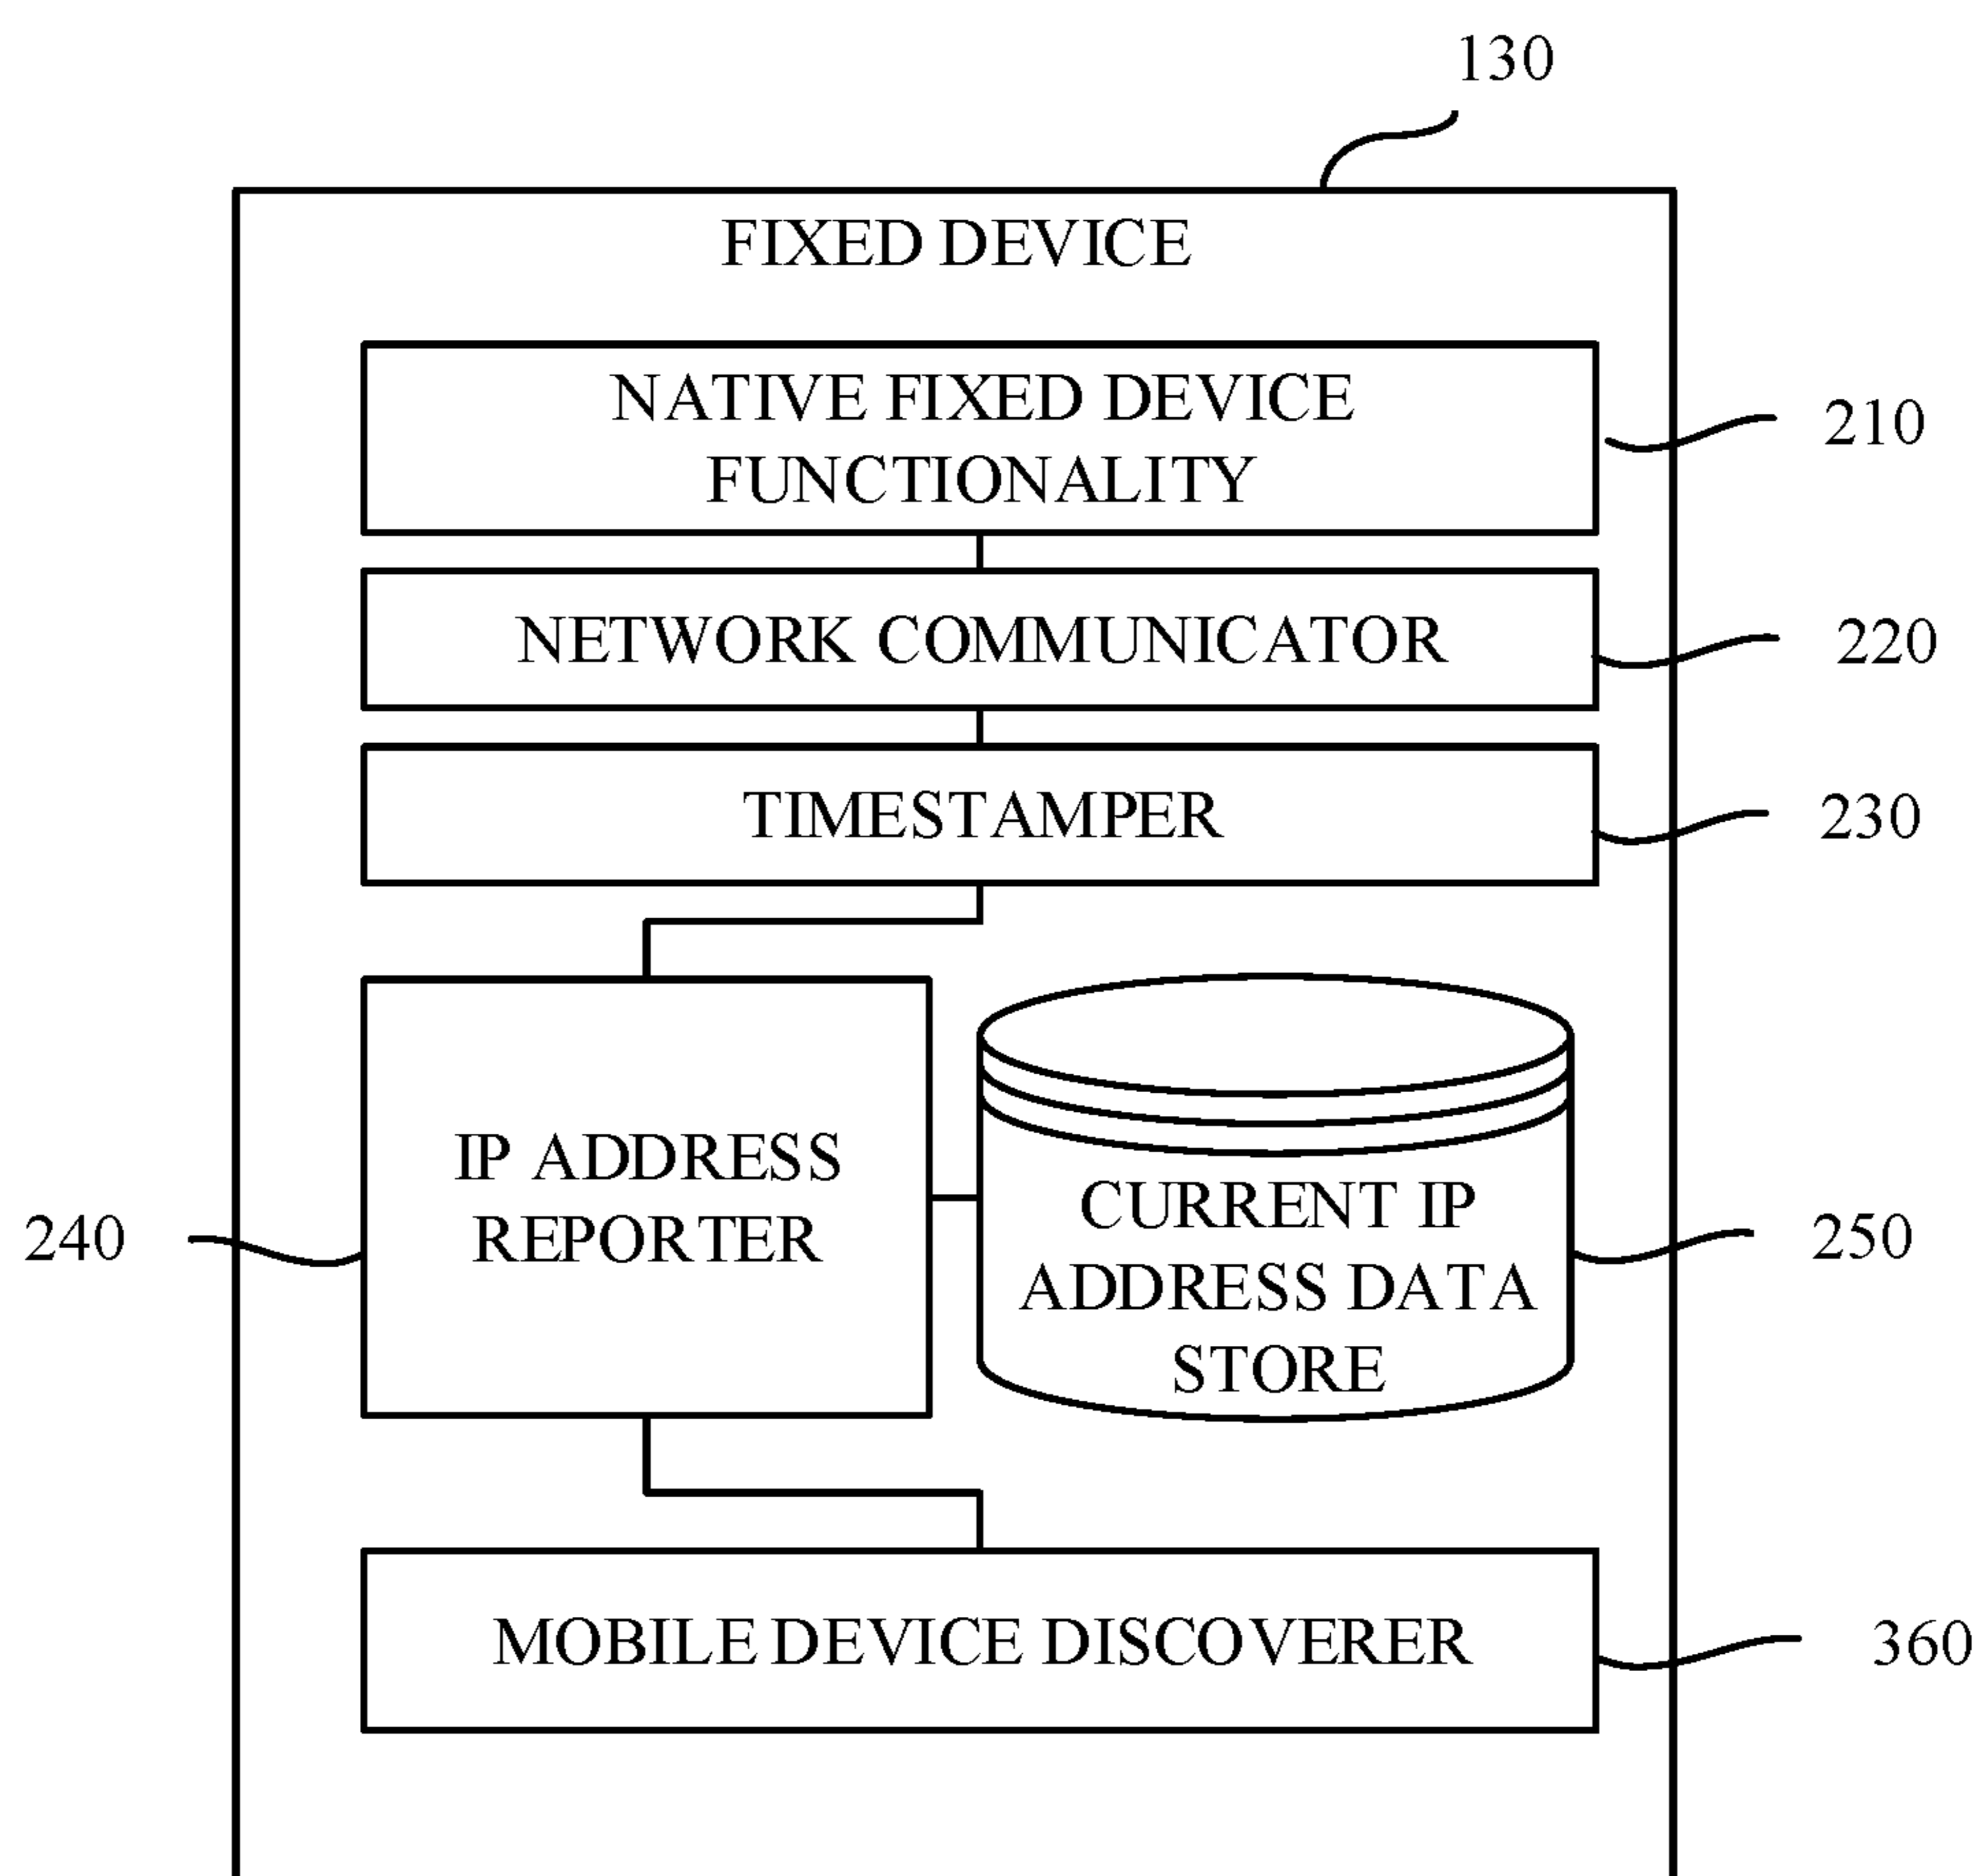 130
FIXED DEVICE
NATIVE FIXED DEVICE
FUNCTIONALITY
210
NETWORK COMMUNICATOR
220
TIMESTAMPER
230
IP ADDRESS
REPORTER
240
CURRENT IP
ADDRESS DATA
STORE
250
MOBILE DEVICE DISCOVERER
360